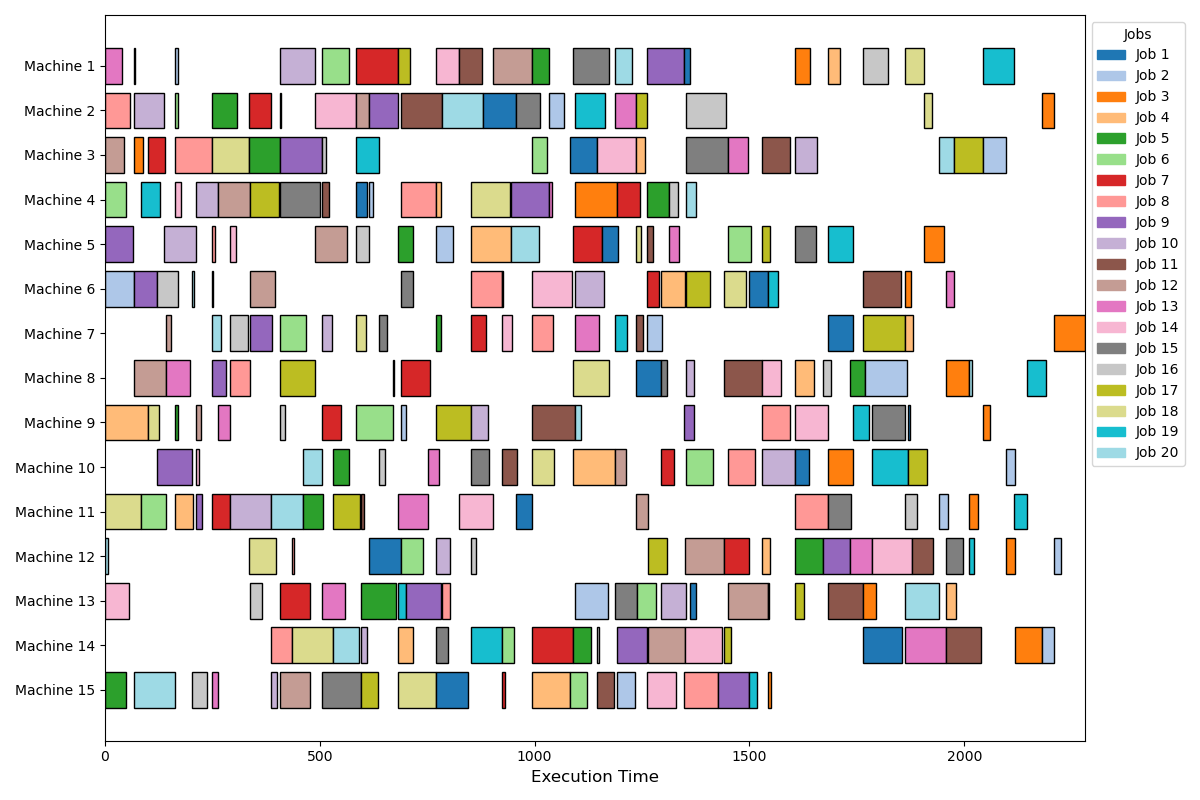 Machine 1
Machine 2
Machine 3
Machine 4
Machine 5
Machine 6
Machine 7
Machine 8
Machine 9
Machine 10
Machine 11
Machine 12
Machine 13
Machine 14
Machine 15
0 500 1000 1500 2000
Execution Time
Jobs
Job 1
Job 2
Job 3
Job 4
Job 5
Job 6
Job 7
Job 8
Job 9
Job 10
Job 11
Job 12
Job 13
Job 14
Job 15
Job 16
Job 17
Job 18
Job 19
Job 20